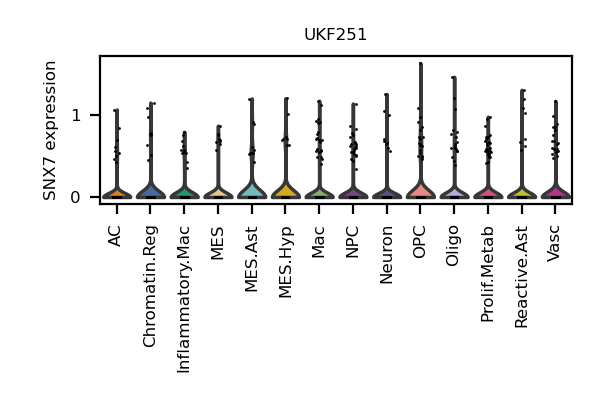 UKF251
SNX7 expression
1
0
AC
Chromatin.Reg
Inflammatory.Mac
MES
MES.Ast
MES.Hyp
Mac
NPC
Neuron
OPC
Oligo
Prolif.Metab
Reactive.Ast
Vasc